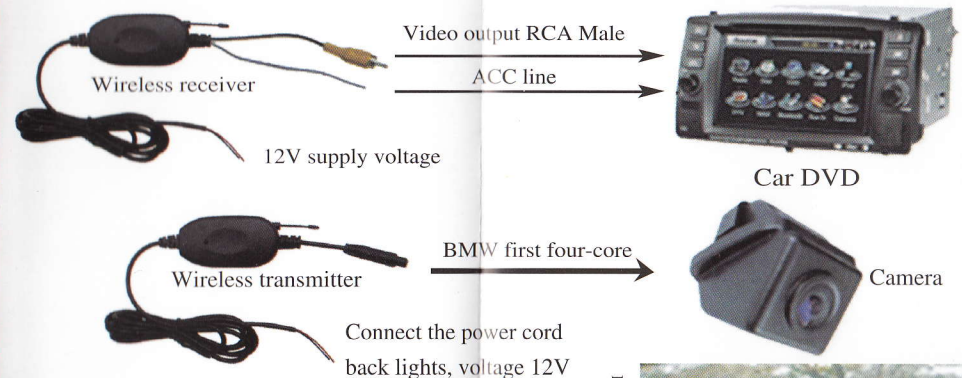 Video output RCA Male
ACC line
Wireless receiver
12V supply voltage
Car DVD
BMW first four-core
Wireless transmitter
Camera
Connect the power cord
back lights, voltage 12V